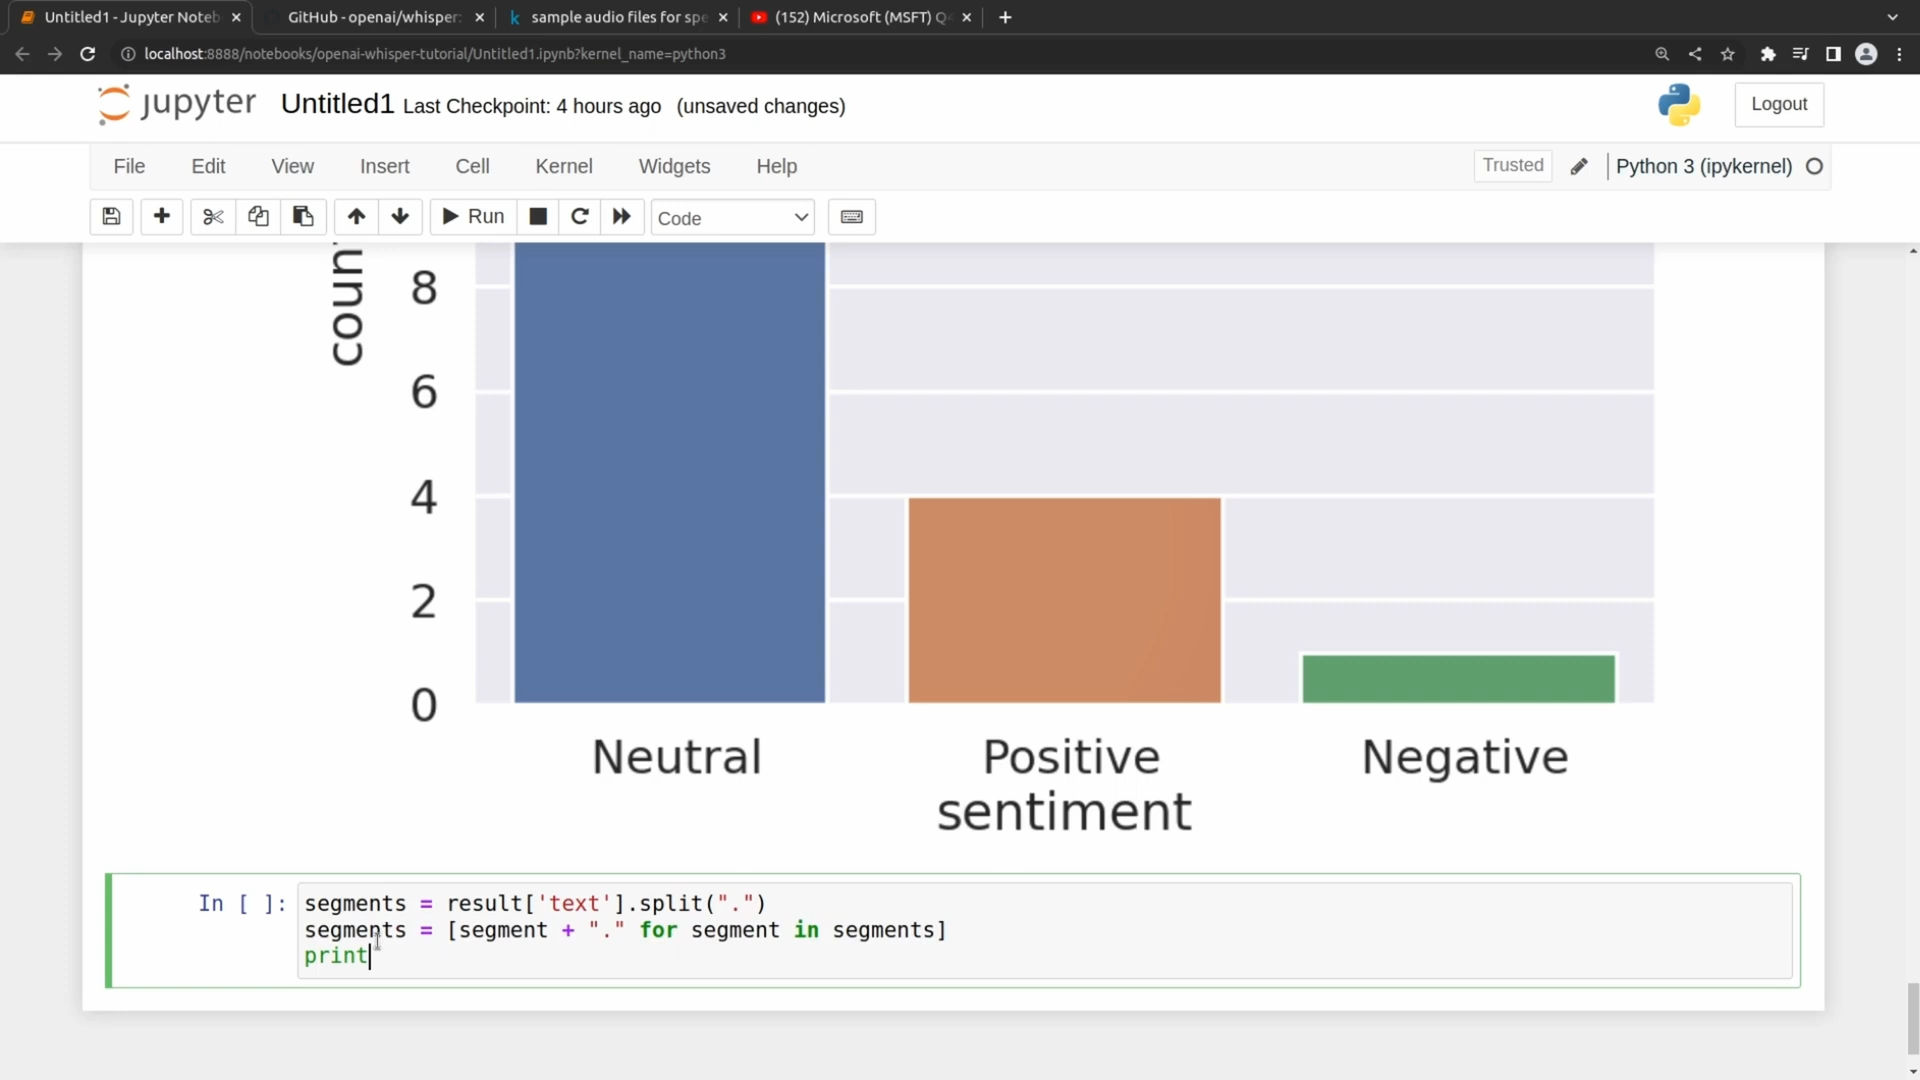 Untitled1 - Jupyter Noteb
GitHub - openai/whisper:
sample audio files for spe
(152) Microsoft (MSFT) Q
localhost:8888/notebooks/openai-whisper-tutorial/Untitled1.ipynb?kernel_name=python3
jupyter Untitled1 Last Checkpoint: 4 hours ago (unsaved changes)
Logout
File Edit View Insert Cell Kernel Widgets Help
Trusted Python 3 (ipykernel)
Run Code
coun
8
6
4
2
0
Neutral Positive Negative
sentiment
In [ ]: segments = result['text'].split(".")
segments = [segment + "." for segment in segments]
print